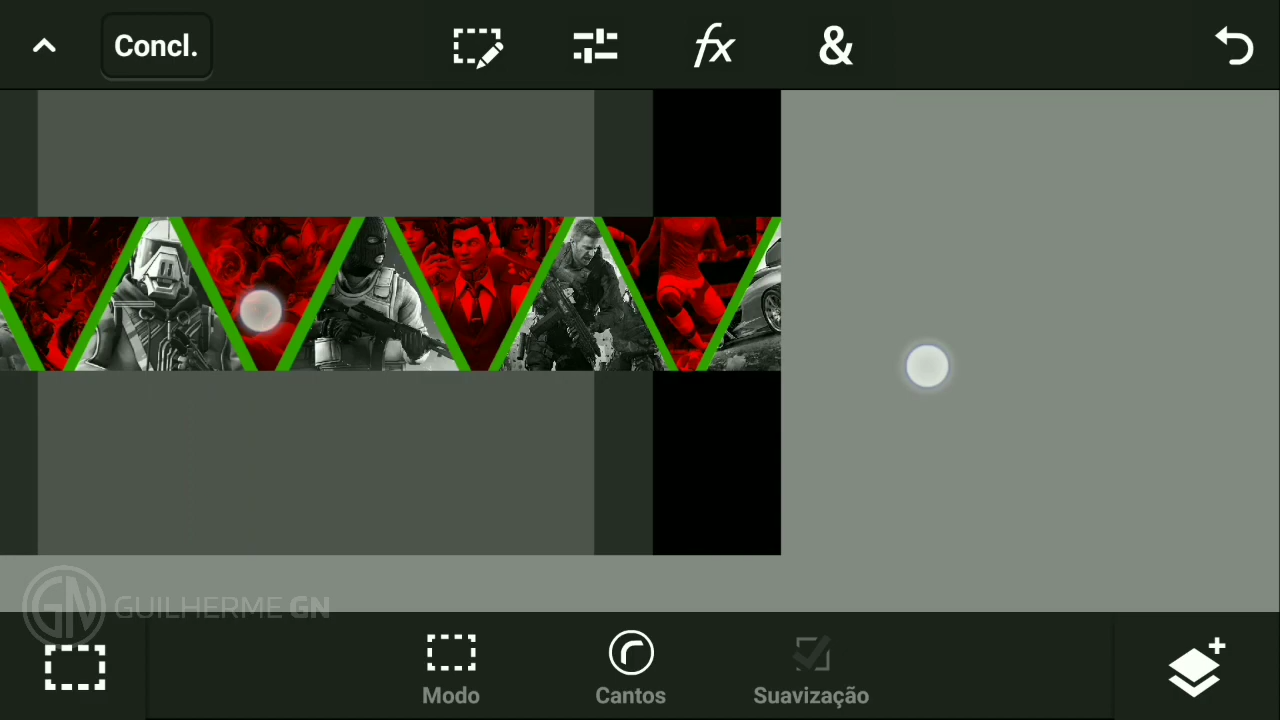 Concl.
fx
&
GN GUILHERME GN
Modo
Cantos
Suavização